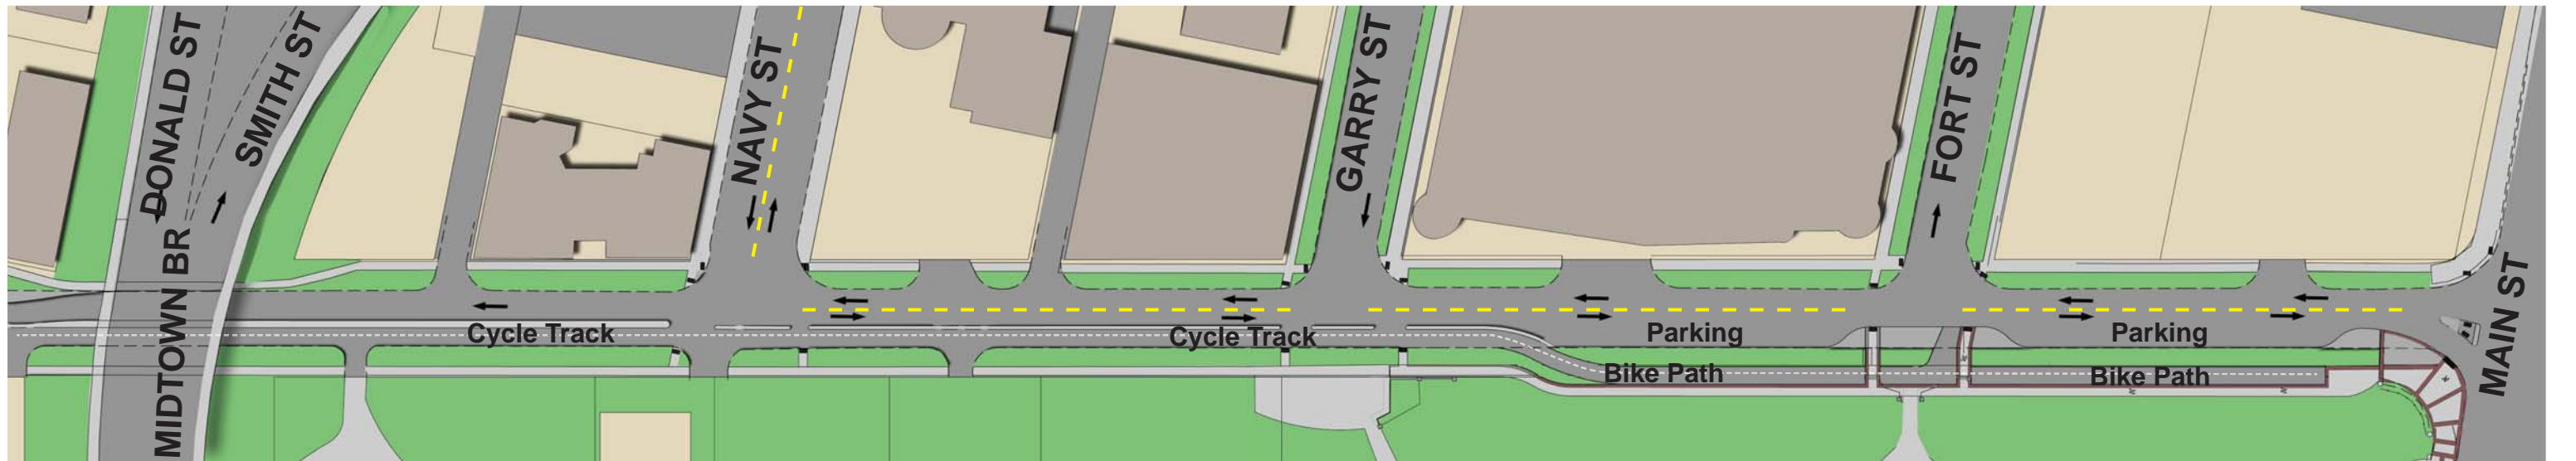 DONALD ST
SMITH ST
NAVY ST
GARRY ST
FORT ST
MAIN ST
MIDTOWN BR
Cycle Track
Cycle Track
Parking
Parking
Bike Path
Bike Path